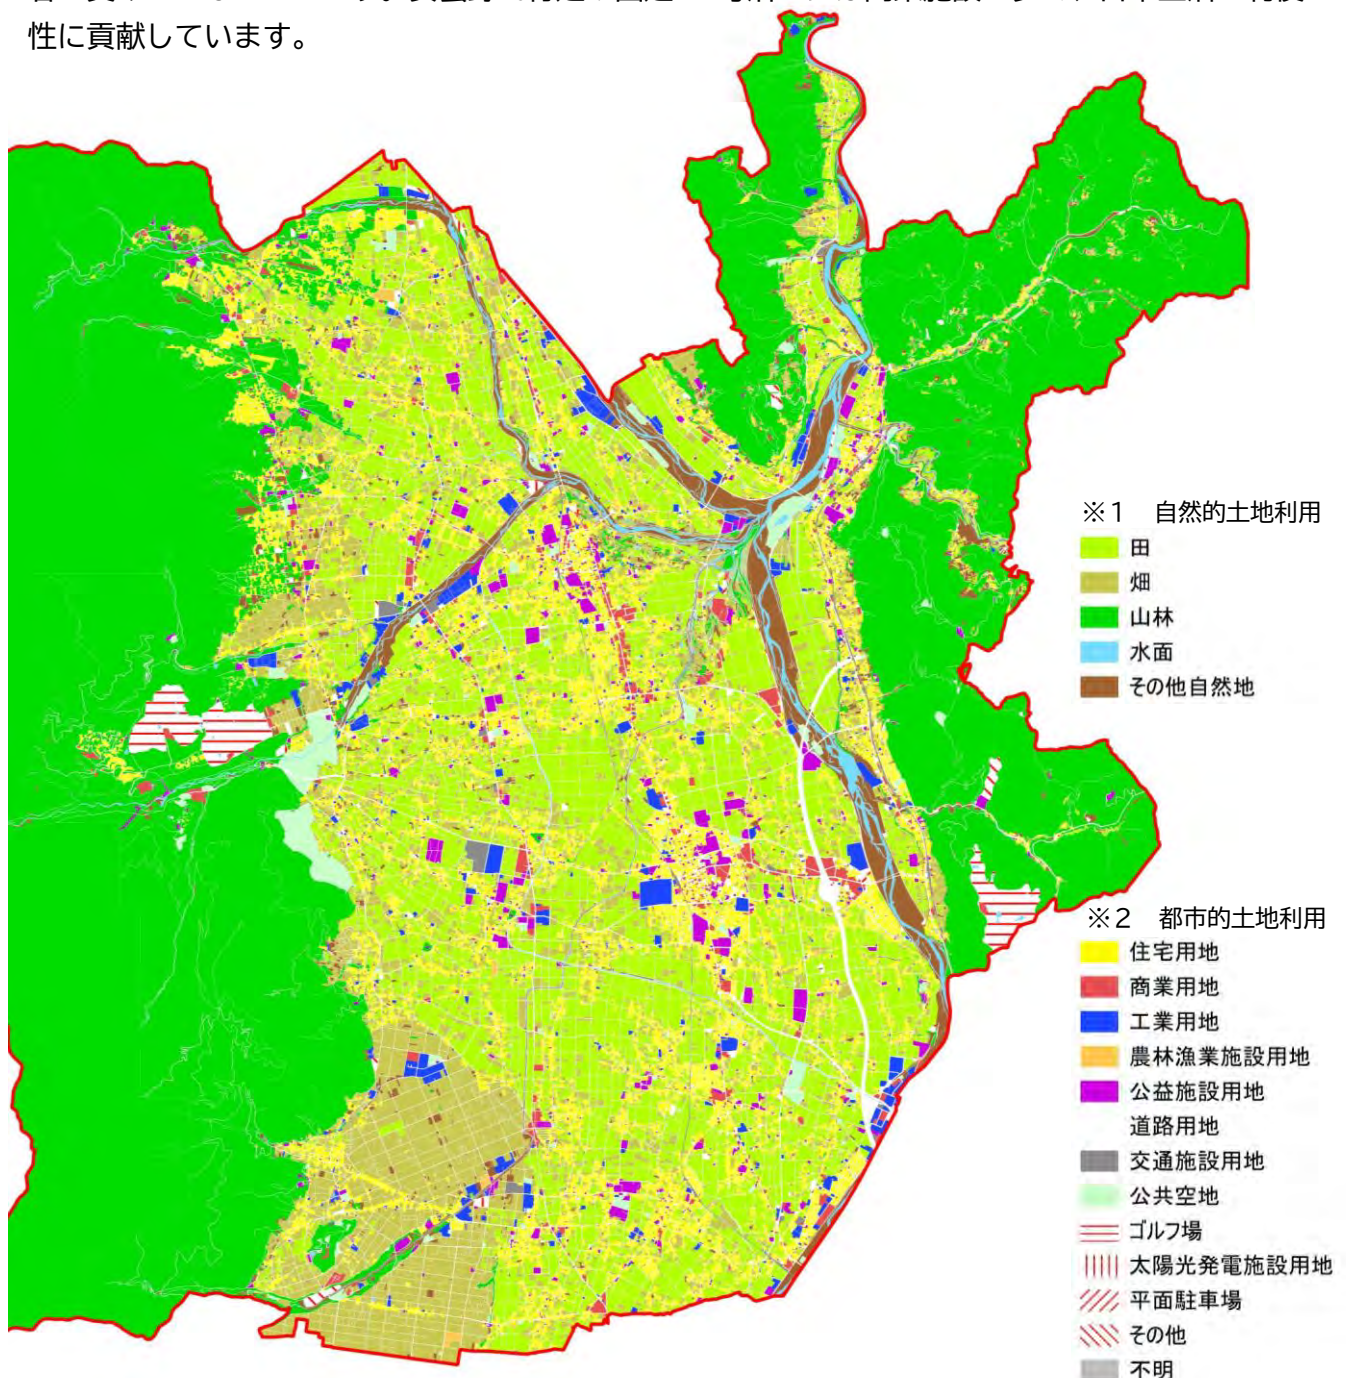 性に貢献しています。
※1 自然的土地利用
田
畑
山林
水面
その他自然地
※2 都市的土地利用
住宅用地
商業用地
工業用地
農林漁業施設用地
公益施設用地
道路用地
交通施設用地
公共空地
ゴルフ場
太陽光発電施設用地
平面駐車場
その他
不明